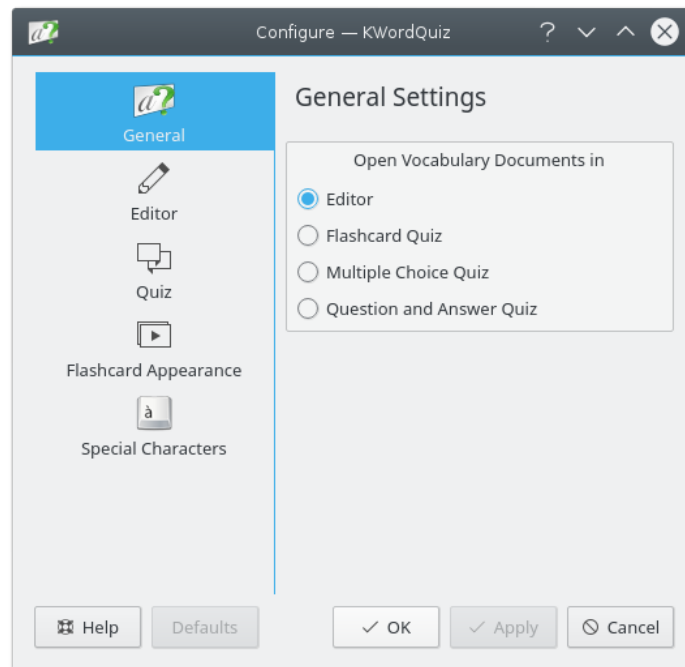 Configure — KWordQuiz
General
Editor
Quiz
Flashcard Appearance
à
Special Characters
General Settings
Open Vocabulary Documents in
Editor
Flashcard Quiz
Multiple Choice Quiz
Question and Answer Quiz
Help
Defaults
OK
Apply
Cancel